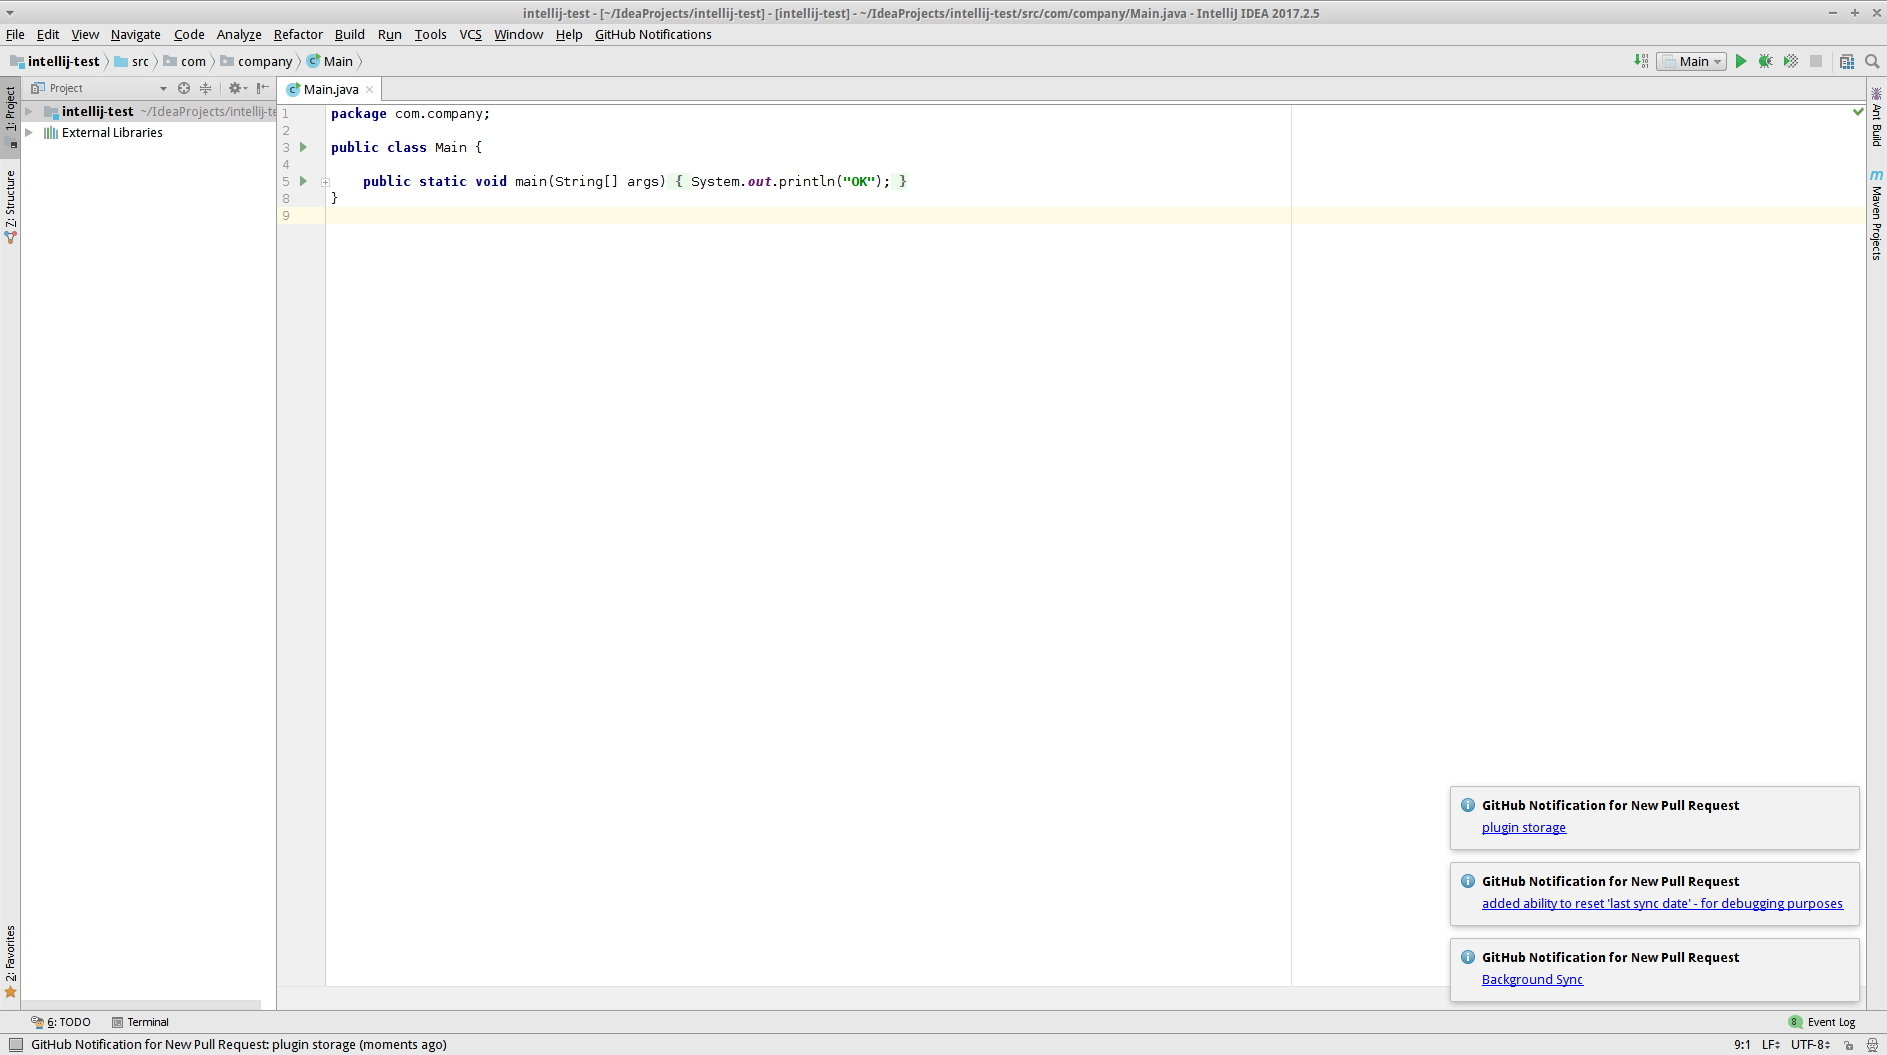 intellij-test - [~/IdeaProjects/intellij-test] - [intellij-test] - ~/IdeaProjects/intellij-test/src/com/company/Main.java - IntelliJ IDEA 2017.2.5
File Edit View Navigate Code Analyze Refactor Build Run Tools VCS Window Help GitHub Notifications
intellij-test src com company Main
Main
Project
Main.java
1: Project
7: Structure
2: Favorites
intellij-test ~/IdeaProjects/intellij-te
External Libraries
1 package com.company;
2
3 public class Main {
4
5 public static void main(String[] args) { System.out.println("OK"); }
8 }
9
Ant Build
Maven Projects
GitHub Notification for New Pull Request
plugin storage
GitHub Notification for New Pull Request
added ability to reset 'last sync date' - for debugging purposes
GitHub Notification for New Pull Request
Background Sync
6: TODO Terminal
8 Event Log
GitHub Notification for New Pull Request: plugin storage (moments ago)
9:1 LF UTF-8